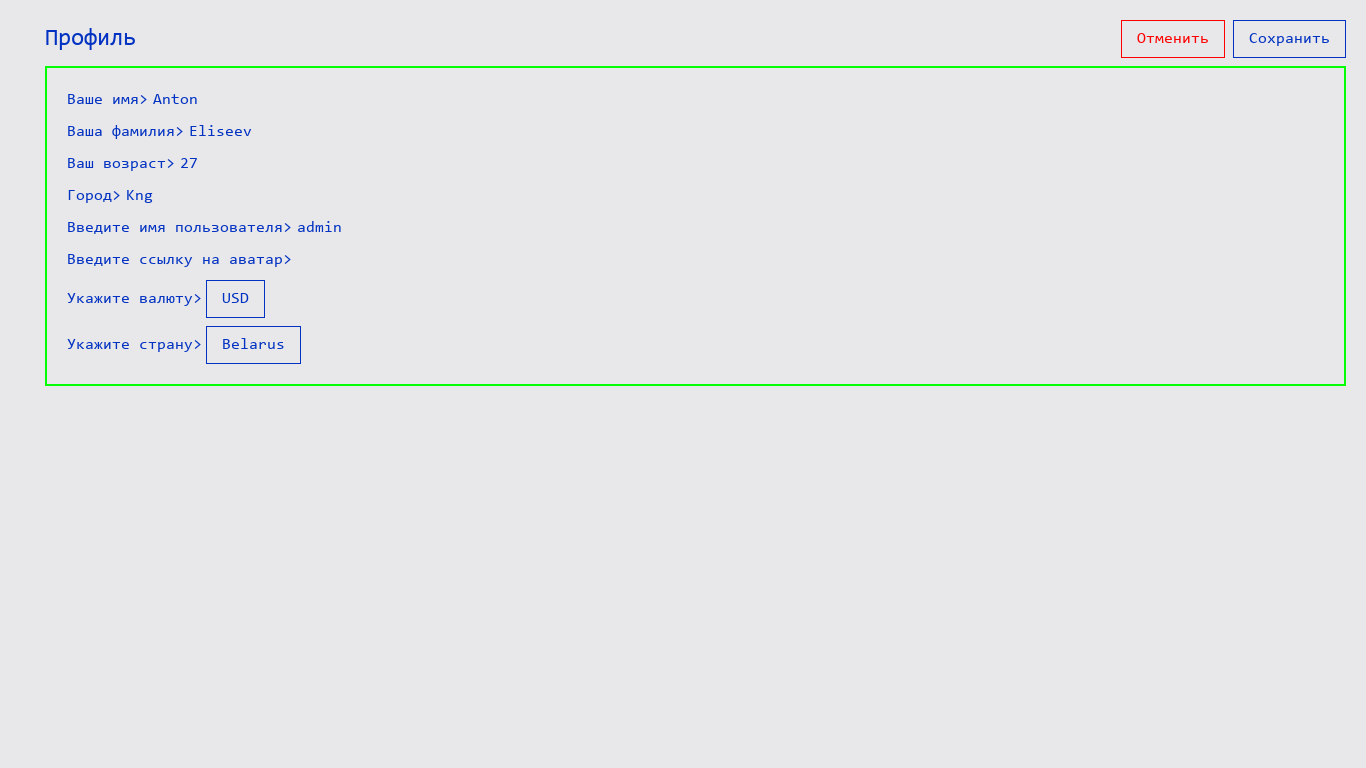 Профиль
Отменить
Сохранить
Ваше имя> Anton
Ваша фамилия> Eliseev
Ваш возраст> 27
Город> Kng
Введите имя пользователя> admin
Введите ссылку на аватар>
Укажите валюту> USD
Укажите страну> Belarus